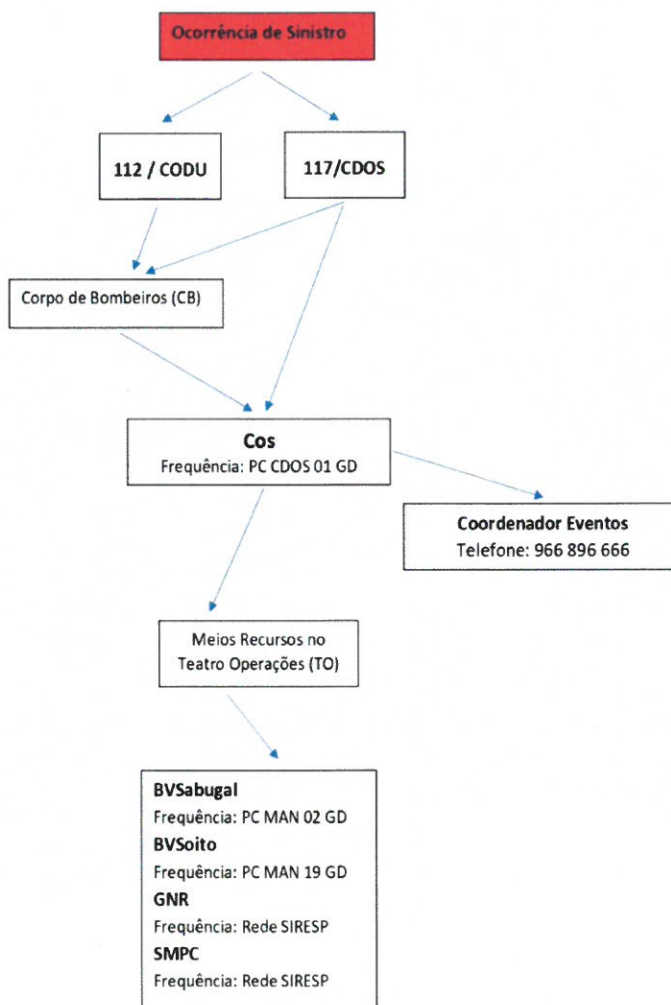 Ocorrência de Sinistro
112 / CODU
117/CDOS
Corpo de Bombeiros (CB)
Cos
Frequência: PC CDOS 01 GD
Coordenador Eventos
Telefone: 966 896 666
Meios Recursos no
Teatro Operações (TO)
BVSabugal
Frequência: PC MAN 02 GD
BVSoito
Frequência: PC MAN 19 GD
GNR
Frequência: Rede SIRESP
SMPC
Frequência: Rede SIRESP